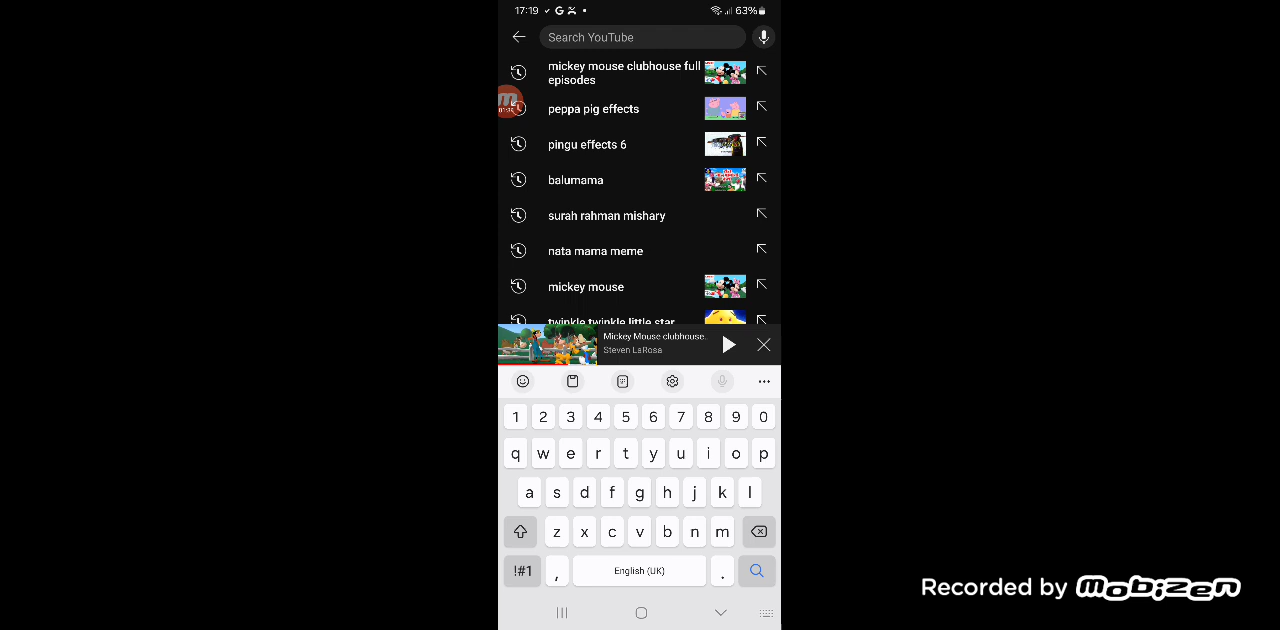 17:19
63%
Search YouTube
mickey mouse clubhouse full
episodes
01:39
peppa pig effects
pingu effects 6
balumama
surah rahman mishary
nata mama meme
mickey mouse
twinkle twinkle little star
Mickey Mouse clubhouse..
Steven LaRosa
1 2 3 4 5 6 7 8 9 0
q w e r t y u i o p
a s d f g h j k l
z x c v b n m
!#1 , English (UK) .
Recorded by mobizen